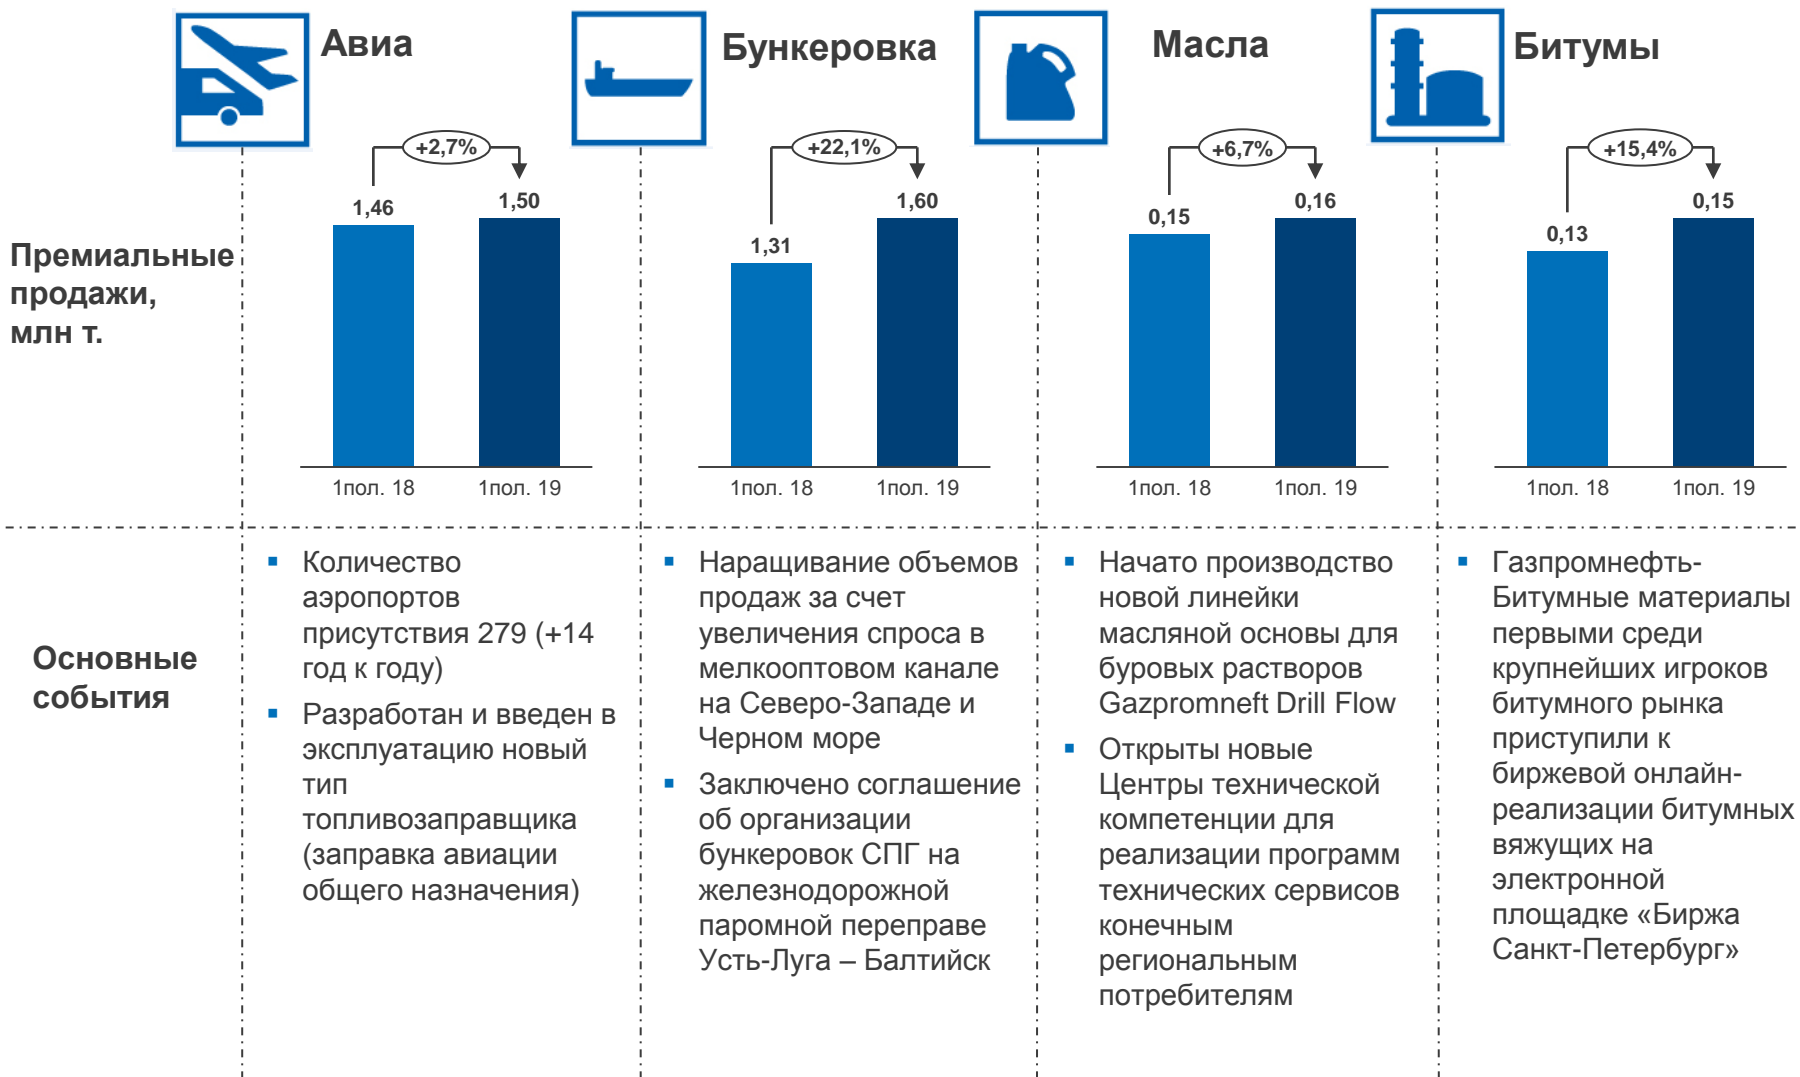 Авиа
Бункеровка
Масла
Битумы
Премиальные
продажи,
млн т.
+2,7%
1,46
1,50
1пол. 18
1пол. 19
+22,1%
1,31
1,60
1пол. 18
1пол. 19
+6,7%
0,15
0,16
1пол. 18
1пол. 19
+15,4%
0,13
0,15
1пол. 18
1пол. 19
Основные
события
▪ Количество
аэропортов
присутствия 279 (+14
год к году)
▪ Разработан и введен в
эксплуатацию новый
тип
топливозаправщика
(заправка авиации
общего назначения)
▪ Наращивание объемов
продаж за счет
увеличения спроса в
мелкооптовом канале
на Северо-Западе и
Черном море
▪ Заключено соглашение
об организации
бункеровок СПГ на
железнодорожной
паромной переправе
Усть-Луга – Балтийск
▪ Начато производство
новой линейки
масляной основы для
буровых растворов
Gazpromneft Drill Flow
▪ Открыты новые
Центры технической
компетенции для
реализации программ
технических сервисов
конечным
региональным
потребителям
▪ Газпромнефть-
Битумные материалы
первыми среди
крупнейших игроков
битумного рынка
приступили к
биржевой онлайн-
реализации битумных
вяжущих на
электронной
площадке «Биржа
Санкт-Петербург»